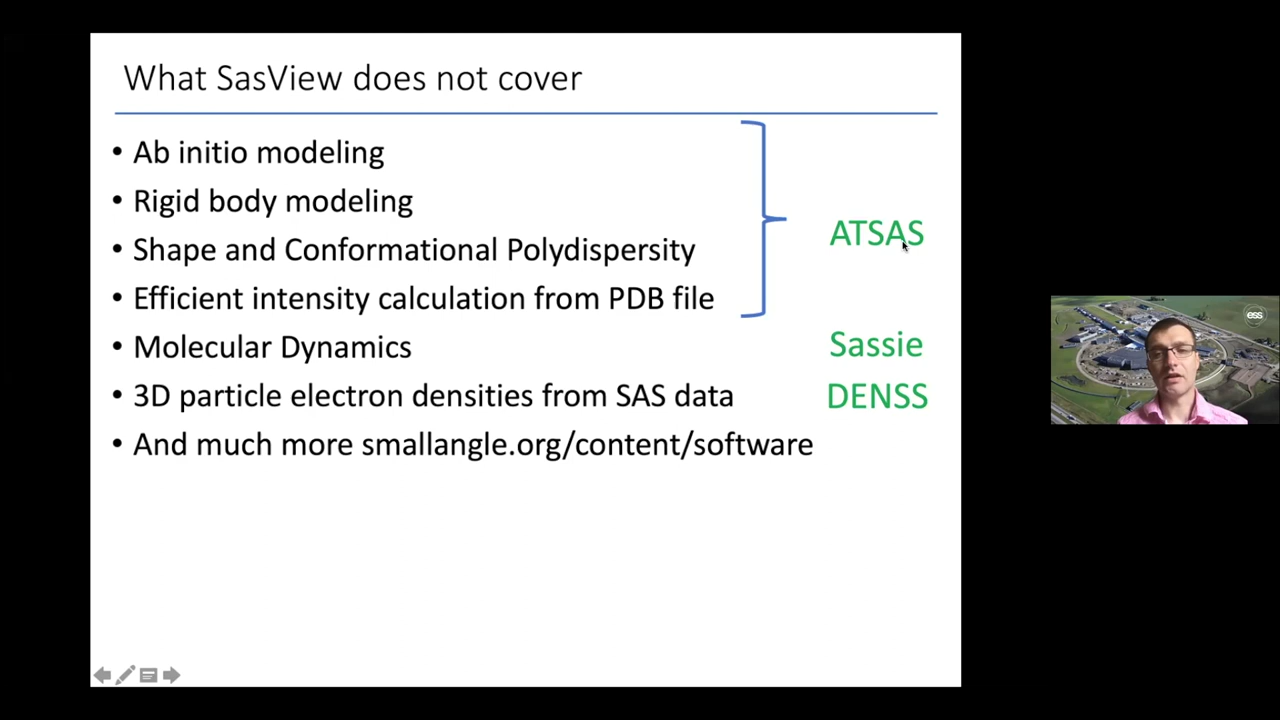 What SasView does not cover
• Ab initio modeling
• Rigid body modeling
• Shape and Conformational Polydispersity
• Efficient intensity calculation from PDB file
ATSAS
• Molecular Dynamics
Sassie
• 3D particle electron densities from SAS data
DENSS
• And much more smallangle.org/content/software
ess